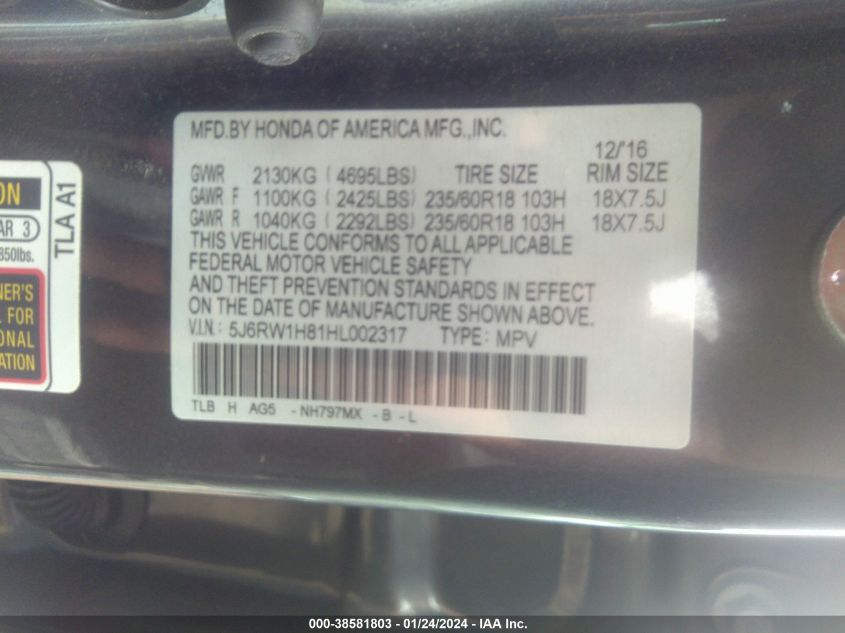 MFD.BY HONDA OF AMERICA MFG.,INC.
12/'16
GVWR 2130KG ( 4695LBS) TIRE SIZE RIM SIZE
GAWR F 1100KG ( 2425LBS) 235/60R18 103H 18X7.5J
GAWR R 1040KG ( 2292LBS) 235/60R18 103H 18X7.5J
THIS VEHICLE CONFORMS TO ALL APPLICABLE
FEDERAL MOTOR VEHICLE SAFETY
AND THEFT PREVENTION STANDARDS IN EFFECT
ON THE DATE OF MANUFACTURE SHOWN ABOVE.
V.I.N.: 5J6RW1H81HL002317 TYPE: MPV
TLB H AG5 -NH797MX -B -L
ON
AR 3
850lbs.
NER'S
FOR
ONAL
ATION
TLA A1
000-38581803 - 01/24/2024 - IAA Inc.